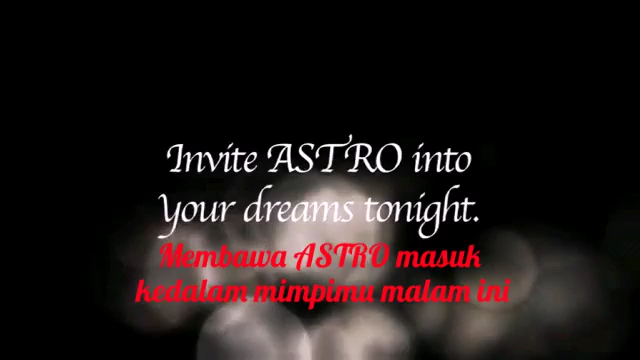 Invite ASTRO into
your dreams tonight.
Membawa ASTRO masuk
kedalam mimpimu malam ini